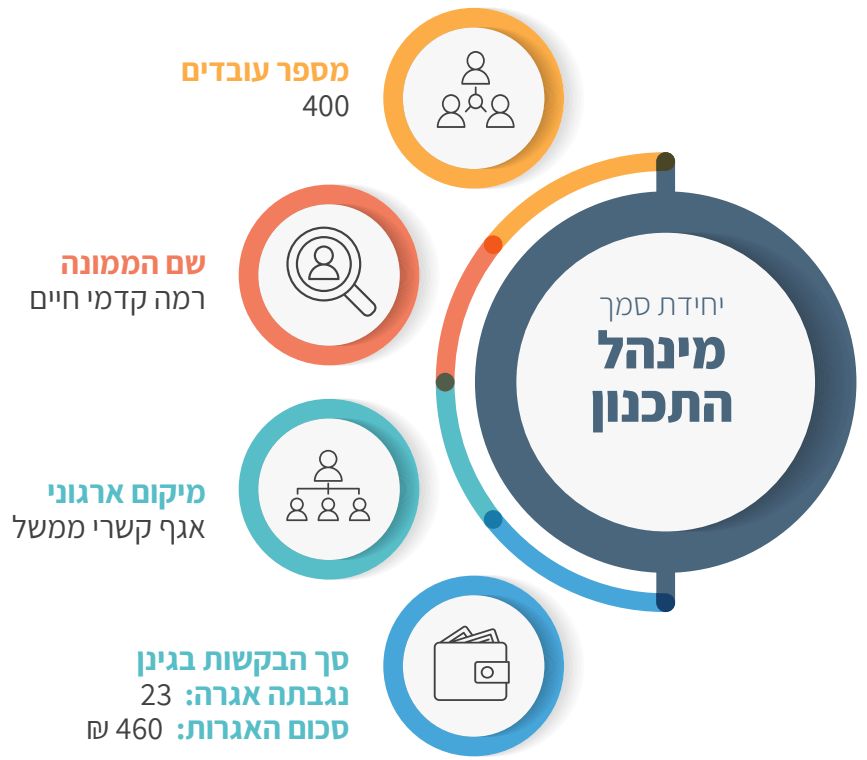 יחידת סמך
מינהל
התכנון
מספר עובדים
400
שם הממונה
רמה קדמי חיים
מיקום ארגוני
אגף קשרי ממשל
סך הבקשות בגינן
נגבתה אגרה: 23
סכום האגרות: 460 ₪